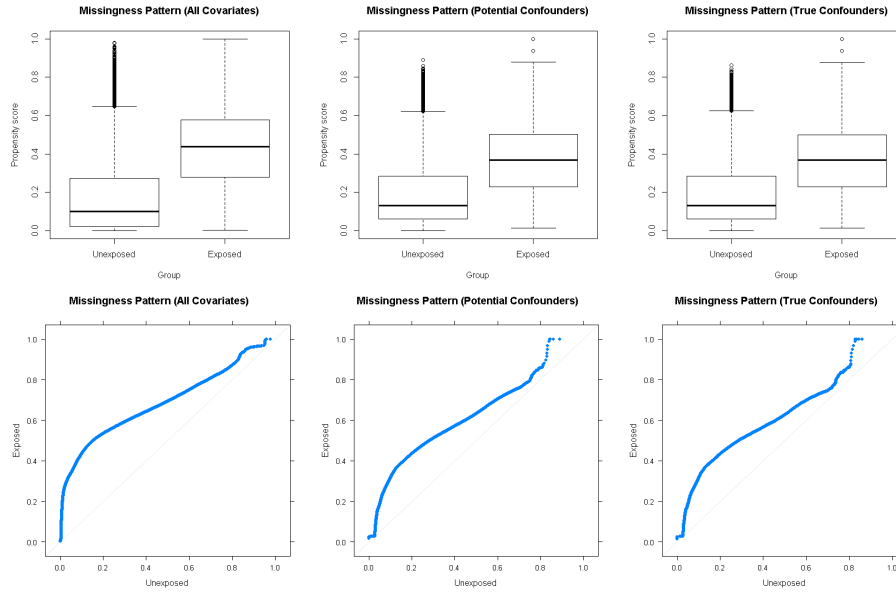 Missingness Pattern (All Covariates)
Missingness Pattern (Potential Confounders)
Missingness Pattern (True Confounders)
Propensity score
0.0
0.2
0.4
0.6
0.8
1.0
Unexposed
Exposed
Group
Propensity score
0.0
0.2
0.4
0.6
0.8
1.0
Unexposed
Exposed
Group
Propensity score
0.0
0.2
0.4
0.6
0.8
1.0
Unexposed
Exposed
Group
Missingness Pattern (All Covariates)
Missingness Pattern (Potential Confounders)
Missingness Pattern (True Confounders)
Exposed
1.0
0.8
0.6
0.4
0.2
0.0
0.0 0.2 0.4 0.6 0.8 1.0
Unexposed
Exposed
1.0
0.8
0.6
0.4
0.2
0.0
0.0 0.2 0.4 0.6 0.8 1.0
Unexposed
Exposed
1.0
0.8
0.6
0.4
0.2
0.0
0.0 0.2 0.4 0.6 0.8 1.0
Unexposed